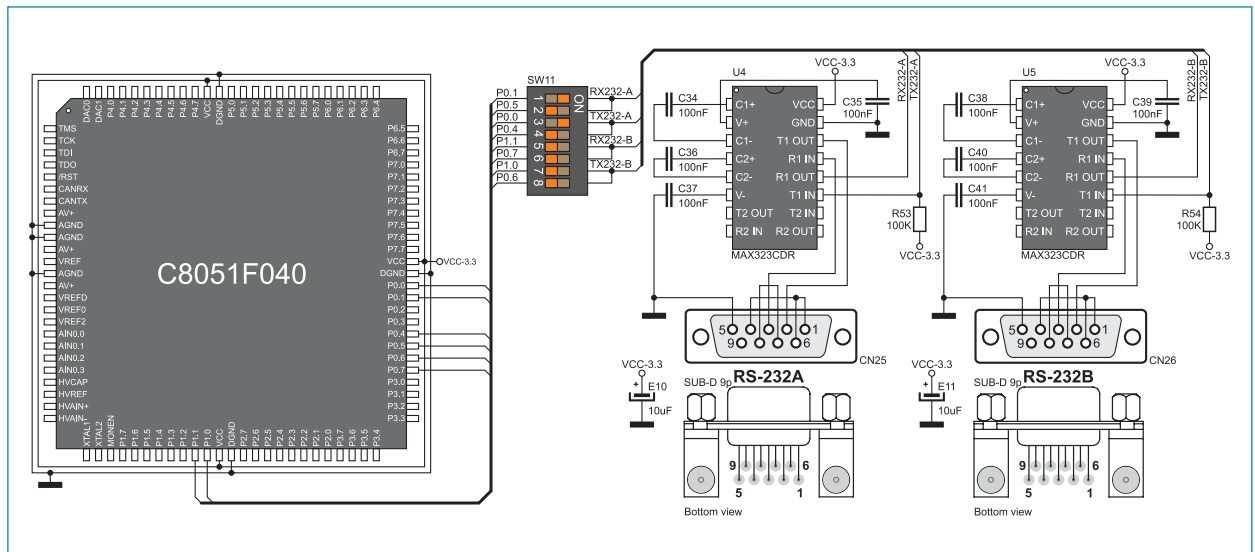 DAC0
DAC1
P4.0
P4.1
P4.2
P4.3
P4.4
P4.5
P4.6
P4.7
VCC
DGND
P5.0
P5.1
P5.2
P5.3
P5.4
P5.5
P5.6
P5.7
P6.0
P6.1
P6.2
P6.3
P6.4
TMS
TCK
TDI
TDO
/RST
CANRX
CANTX
AV+
AGND
AGND
AV+
VREF
AGND
AV+
VREFD
VREF0
VREF2
AIN0.0
AIN0.1
AIN0.2
AIN0.3
HVCAP
HVREF
HVAIN+
HVAIN-
C8051F040
P6.5
P6.6
P6.7
P7.0
P7.1
P7.2
P7.3
P7.4
P7.5
P7.6
P7.7
VCC
DGND
P0.0
P0.1
P0.2
P0.3
P0.4
P0.5
P0.6
P0.7
P3.0
P3.1
P3.2
P3.3
XTAL1
XTAL2
MONEN
P1.7
P1.6
P1.5
P1.4
P1.3
P1.2
P1.1
P1.0
VCC
DGND
P2.7
P2.6
P2.5
P2.4
P2.3
P2.2
P2.1
P2.0
P3.7
P3.6
P3.5
P3.4
VCC-3.3
SW11
P0.1
P0.5
P0.0
P0.4
P1.1
P0.7
P1.0
P0.6
1
2
3
4
5
6
7
8
ON
RX232-A
TX232-A
RX232-B
TX232-B
U4
VCC-3.3
C34
100nF
C35
100nF
C36
100nF
C37
100nF
C1+
V+
C1-
C2+
C2-
V-
T2 OUT
R2 IN
VCC
GND
T1 OUT
R1 IN
R1 OUT
T1 IN
T2 IN
R2 OUT
MAX323CDR
RX232-A
TX232-A
R53
100K
VCC-3.3
U5
VCC-3.3
C38
100nF
C39
100nF
C40
100nF
C41
100nF
C1+
V+
C1-
C2+
C2-
V-
T2 OUT
R2 IN
VCC
GND
T1 OUT
R1 IN
R1 OUT
T1 IN
T2 IN
R2 OUT
MAX323CDR
RX232-B
TX232-B
R54
100K
VCC-3.3
5
1
9
6
CN25
VCC-3.3
+
E10
10uF
SUB-D 9p
RS-232A
9
6
5
1
Bottom view
5
1
9
6
CN26
VCC-3.3
+
E11
10uF
SUB-D 9p
RS-232B
9
6
5
1
Bottom view